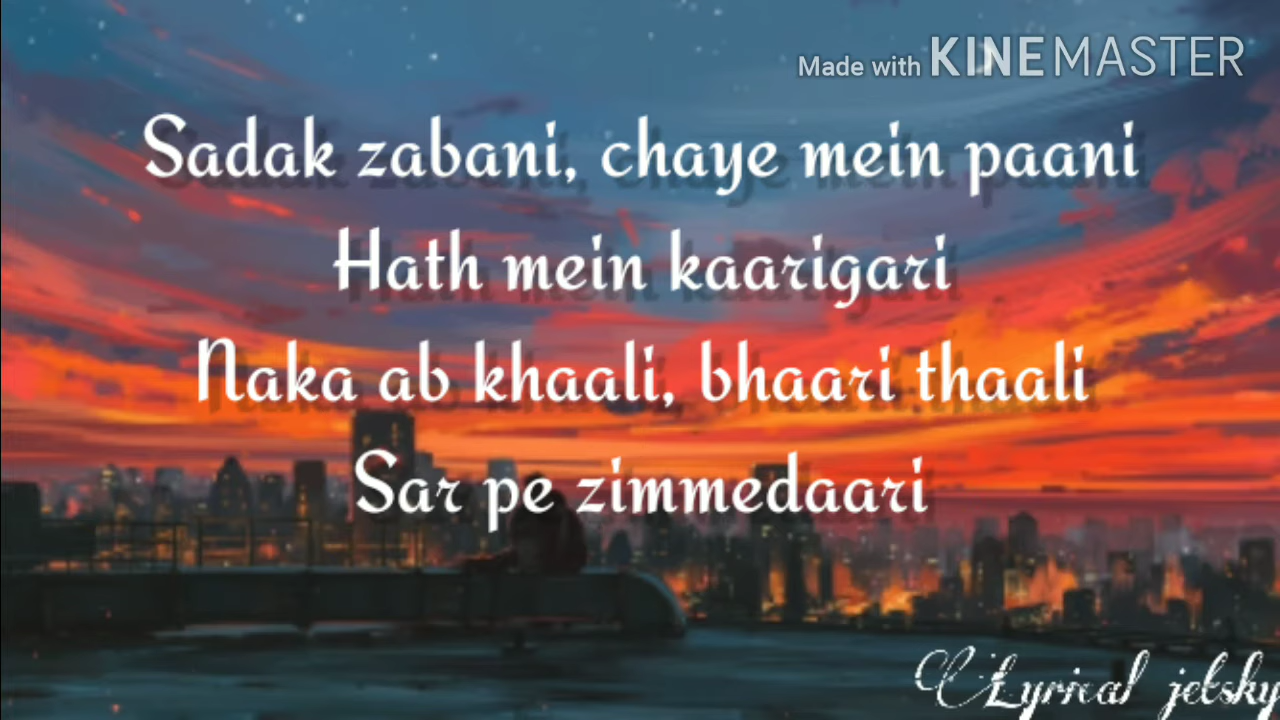 Made with KINEMASTER
Sadak zabani, chaye mein paani
Hath mein kaarigari
Naka ab khaali, bhaari thaali
Sar pe zimmedaari
Lyrical jetsky